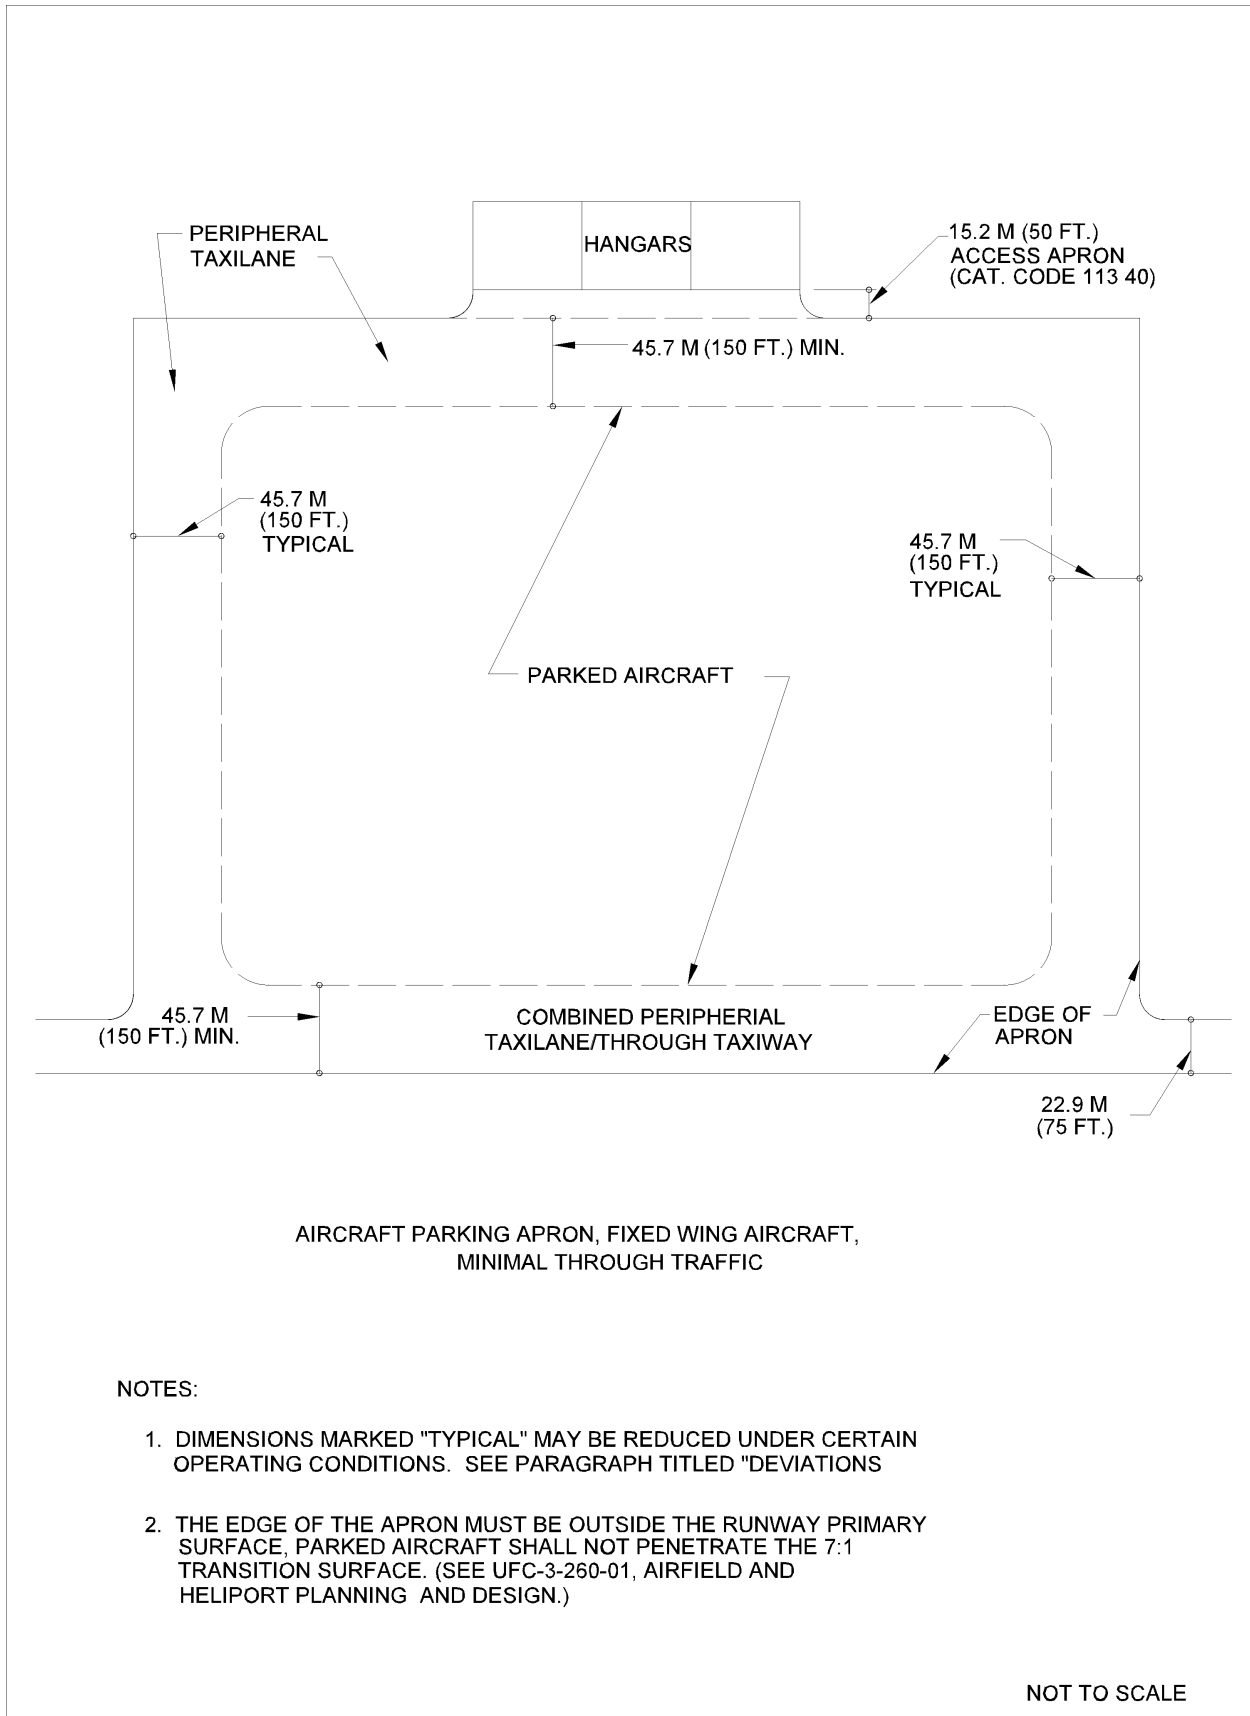 PERIPHERAL
TAXILANE
HANGARS
15.2 M (50 FT.)
ACCESS APRON
(CAT. CODE 113 40)
45.7 M (150 FT.) MIN.
45.7 M
(150 FT.)
TYPICAL
45.7 M
(150 FT.)
TYPICAL
PARKED AIRCRAFT
45.7 M
(150 FT.) MIN.
COMBINED PERIPHERIAL
TAXILANE/THROUGH TAXIWAY
EDGE OF
APRON
22.9 M
(75 FT.)
AIRCRAFT PARKING APRON, FIXED WING AIRCRAFT,
MINIMAL THROUGH TRAFFIC
NOTES:
1. DIMENSIONS MARKED "TYPICAL" MAY BE REDUCED UNDER CERTAIN
OPERATING CONDITIONS. SEE PARAGRAPH TITLED "DEVIATIONS
2. THE EDGE OF THE APRON MUST BE OUTSIDE THE RUNWAY PRIMARY
SURFACE, PARKED AIRCRAFT SHALL NOT PENETRATE THE 7:1
TRANSITION SURFACE. (SEE UFC-3-260-01, AIRFIELD AND
HELIPORT PLANNING AND DESIGN.)
NOT TO SCALE